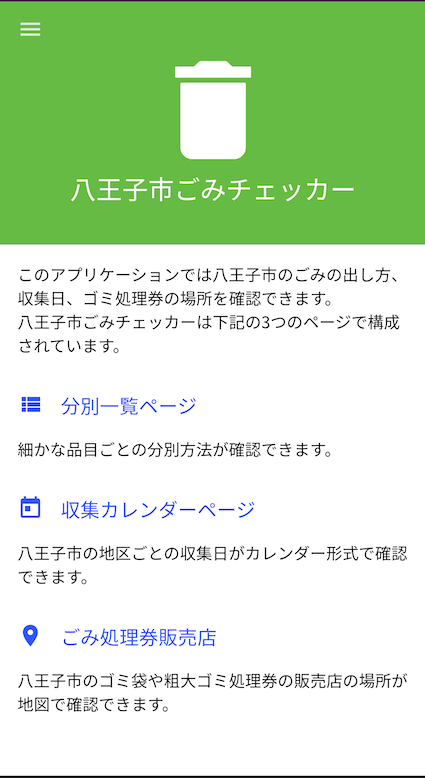 八王子市ごみチェッカー
このアプリケーションでは八王子市のごみの出し方、
収集日、ゴミ処理券の場所を確認できます。
八王子市ごみチェッカーは下記の3つのページで構成
されています。
分別一覧ページ
細かな品目ごとの分別方法が確認できます。
収集カレンダーページ
八王子市の地区ごとの収集日がカレンダー形式で確認
できます。
ごみ処理券販売店
八王子市のゴミ袋や粗大ゴミ処理券の販売店の場所が
地図で確認できます。